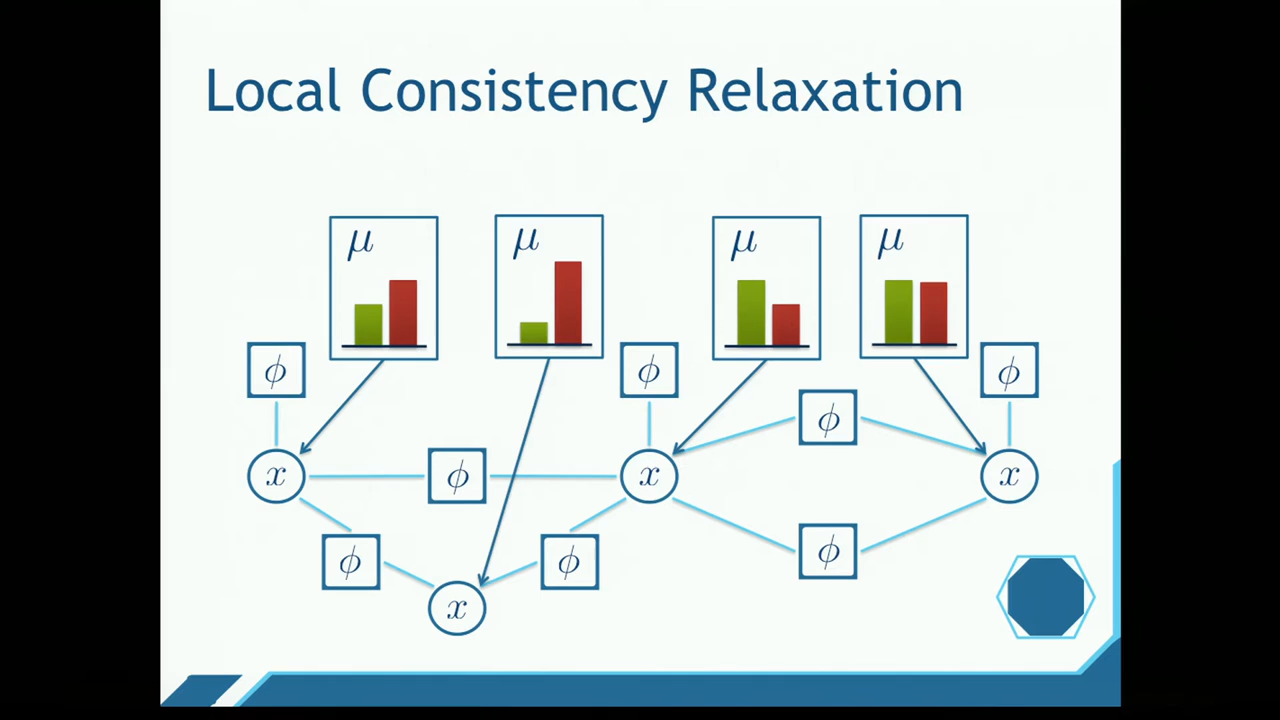 Local Consistency Relaxation
μ μ μ μ
ϕ ϕ ϕ
ϕ
x ϕ x x
ϕ ϕ ϕ
x